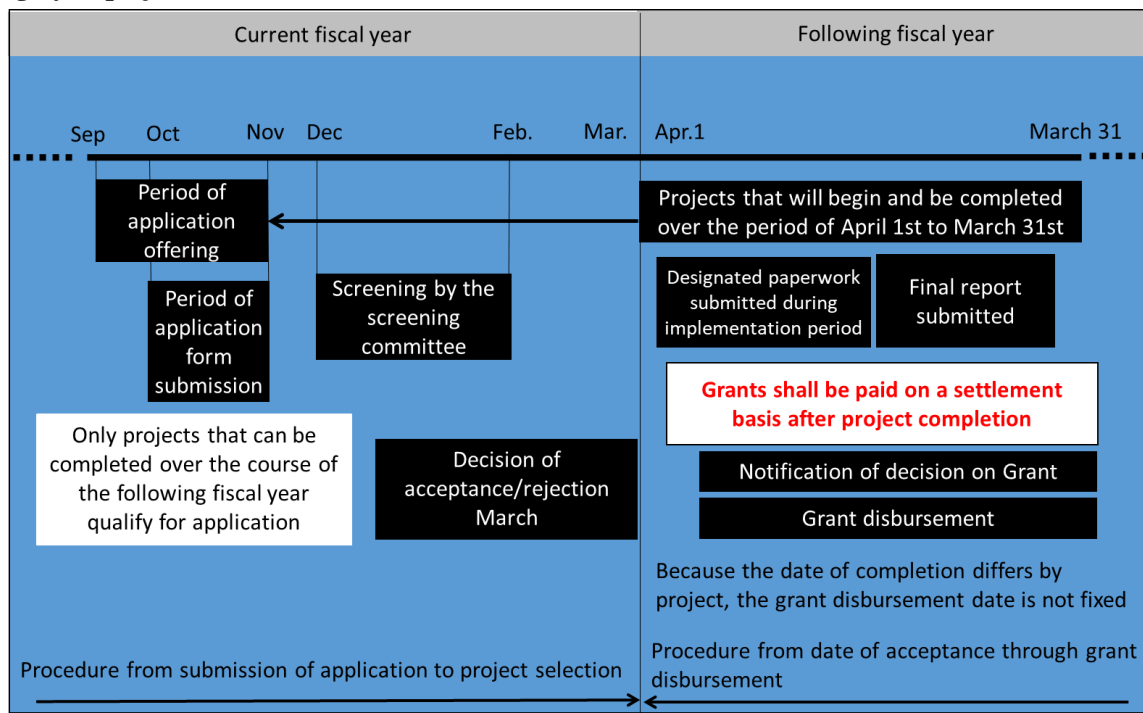 Current fiscal year
Following fiscal year
Sep
Oct
Nov
Dec
Feb.
Mar.
Apr.1
March 31
Period of
application
offering
Projects that will begin and be completed
over the period of April 1st to March 31st
Period of
application
form
submission
Screening by the
screening
committee
Designated paperwork
submitted during
implementation period
Final report
submitted
Grants shall be paid on a settlement
basis after project completion
Only projects that can be
completed over the course of
the following fiscal year
qualify for application
Decision of
acceptance/rejection
March
Notification of decision on Grant
Grant disbursement
Because the date of completion differs by
project, the grant disbursement date is not fixed
Procedure from submission of application to project selection
Procedure from date of acceptance through grant
disbursement